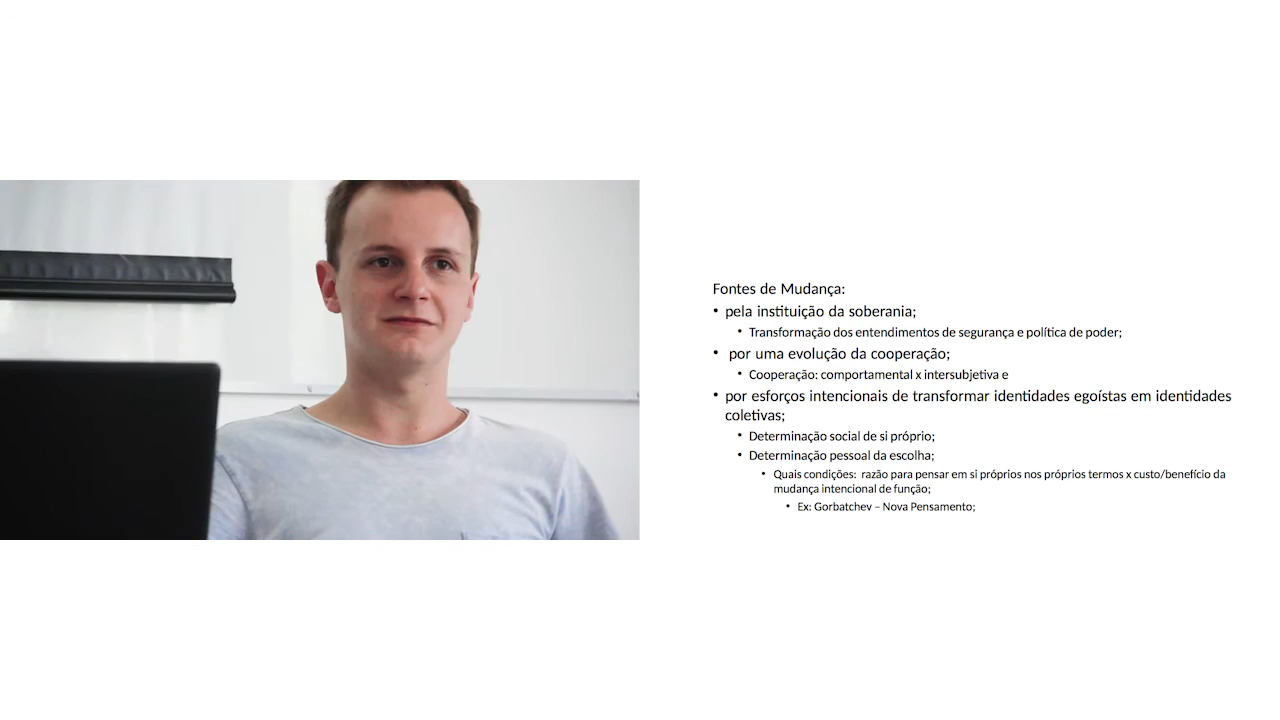 Fontes de Mudança:
• pela instituição da soberania;
• Transformação dos entendimentos de segurança e política de poder;
• por uma evolução da cooperação;
• Cooperação: comportamental x intersubjetiva e
• por esforços intencionais de transformar identidades egoístas em identidades
coletivas;
• Determinação social de si próprio;
• Determinação pessoal da escolha;
• Quais condições: razão para pensar em si próprios nos próprios termos x custo/benefício da
mudança intencional de função;
• Ex: Gorbatchev – Nova Pensamento;